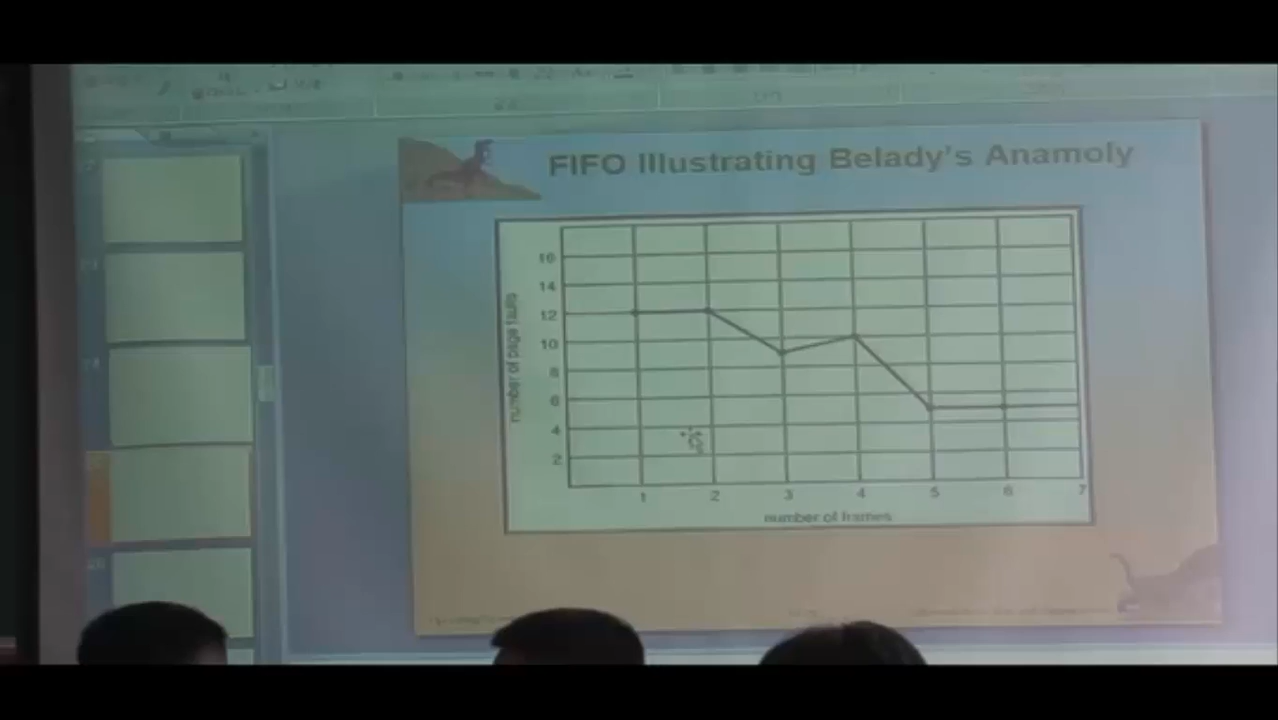 FIFO Illustrating Belady's Anamoly
16
14
12
10
8
6
4
2
number of page faults
1 2 3 4 5 6 7
number of frames